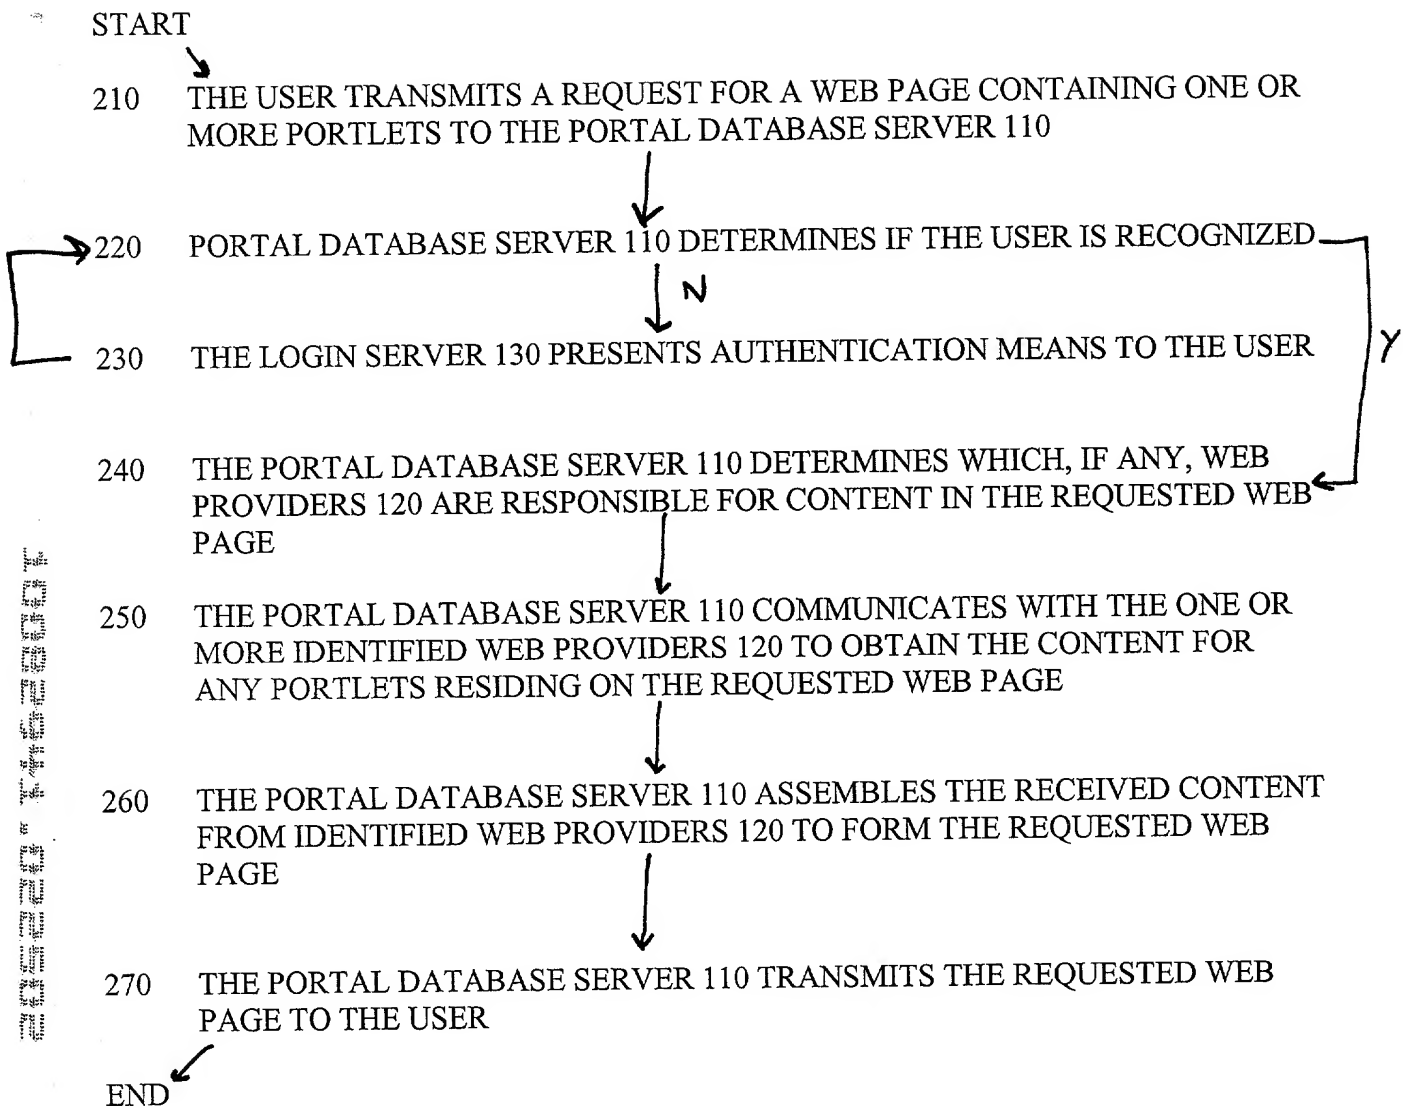 START
210 THE USER TRANSMITS A REQUEST FOR A WEB PAGE CONTAINING ONE OR
MORE PORTLETS TO THE PORTAL DATABASE SERVER 110
220 PORTAL DATABASE SERVER 110 DETERMINES IF THE USER IS RECOGNIZED
N
230 THE LOGIN SERVER 130 PRESENTS AUTHENTICATION MEANS TO THE USER
Y
240 THE PORTAL DATABASE SERVER 110 DETERMINES WHICH, IF ANY, WEB
PROVIDERS 120 ARE RESPONSIBLE FOR CONTENT IN THE REQUESTED WEB
PAGE
250 THE PORTAL DATABASE SERVER 110 COMMUNICATES WITH THE ONE OR
MORE IDENTIFIED WEB PROVIDERS 120 TO OBTAIN THE CONTENT FOR
ANY PORTLETS RESIDING ON THE REQUESTED WEB PAGE
260 THE PORTAL DATABASE SERVER 110 ASSEMBLES THE RECEIVED CONTENT
FROM IDENTIFIED WEB PROVIDERS 120 TO FORM THE REQUESTED WEB
PAGE
270 THE PORTAL DATABASE SERVER 110 TRANSMITS THE REQUESTED WEB
PAGE TO THE USER
END
10082941.022502